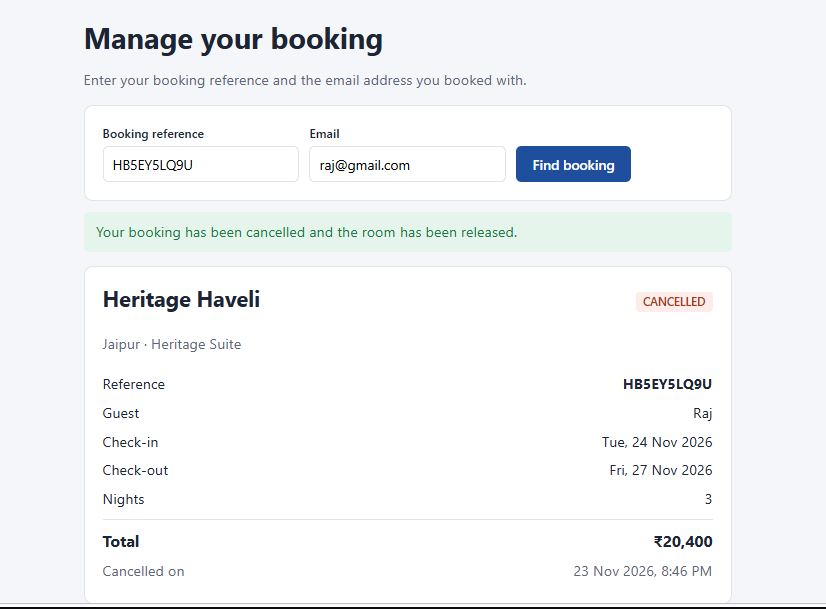 Manage your booking
Enter your booking reference and the email address you booked with.
Booking reference Email
HB5EY5LQ9U raj@gmail.com Find booking
Your booking has been cancelled and the room has been released.
Heritage Haveli CANCELLED
Jaipur · Heritage Suite
Reference HB5EY5LQ9U
Guest Raj
Check-in Tue, 24 Nov 2026
Check-out Fri, 27 Nov 2026
Nights 3
Total ₹20,400
Cancelled on 23 Nov 2026, 8:46 PM